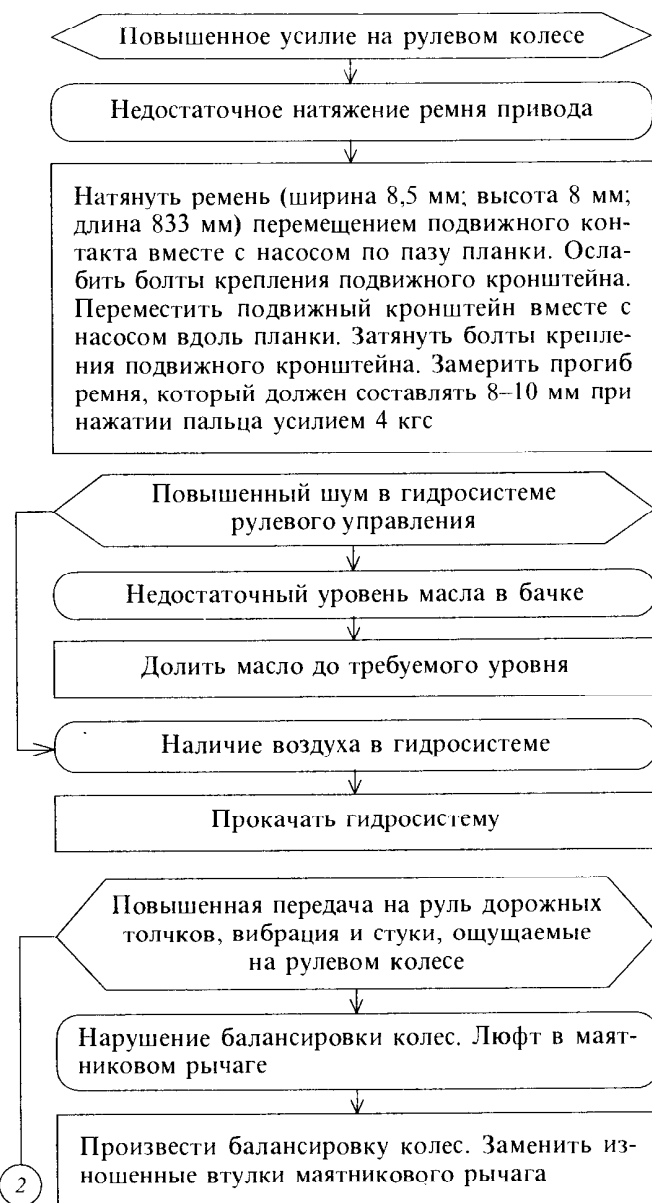 Повышенное усилие на рулевом колесе
Недостаточное натяжение ремня привода
Натянуть ремень (ширина 8,5 мм; высота 8 мм;
длина 833 мм) перемещением подвижного кон-
такта вместе с насосом по пазу планки. Осла-
бить болты крепления подвижного кронштейна.
Переместить подвижный кронштейн вместе с
насосом вдоль планки. Затянуть болты крепле-
ния подвижного кронштейна. Замерить прогиб
ремня, который должен составлять 8–10 мм при
нажатии пальца усилием 4 кгс
Повышенный шум в гидросистеме
рулевого управления
Недостаточный уровень масла в бачке
Долить масло до требуемого уровня
Наличие воздуха в гидросистеме
Прокачать гидросистему
Повышенная передача на руль дорожных
толчков, вибрация и стуки, ощущаемые
на рулевом колесе
Нарушение балансировки колес. Люфт в маят-
никовом рычаге
Произвести балансировку колес. Заменить из-
ношенные втулки маятникового рычага
2